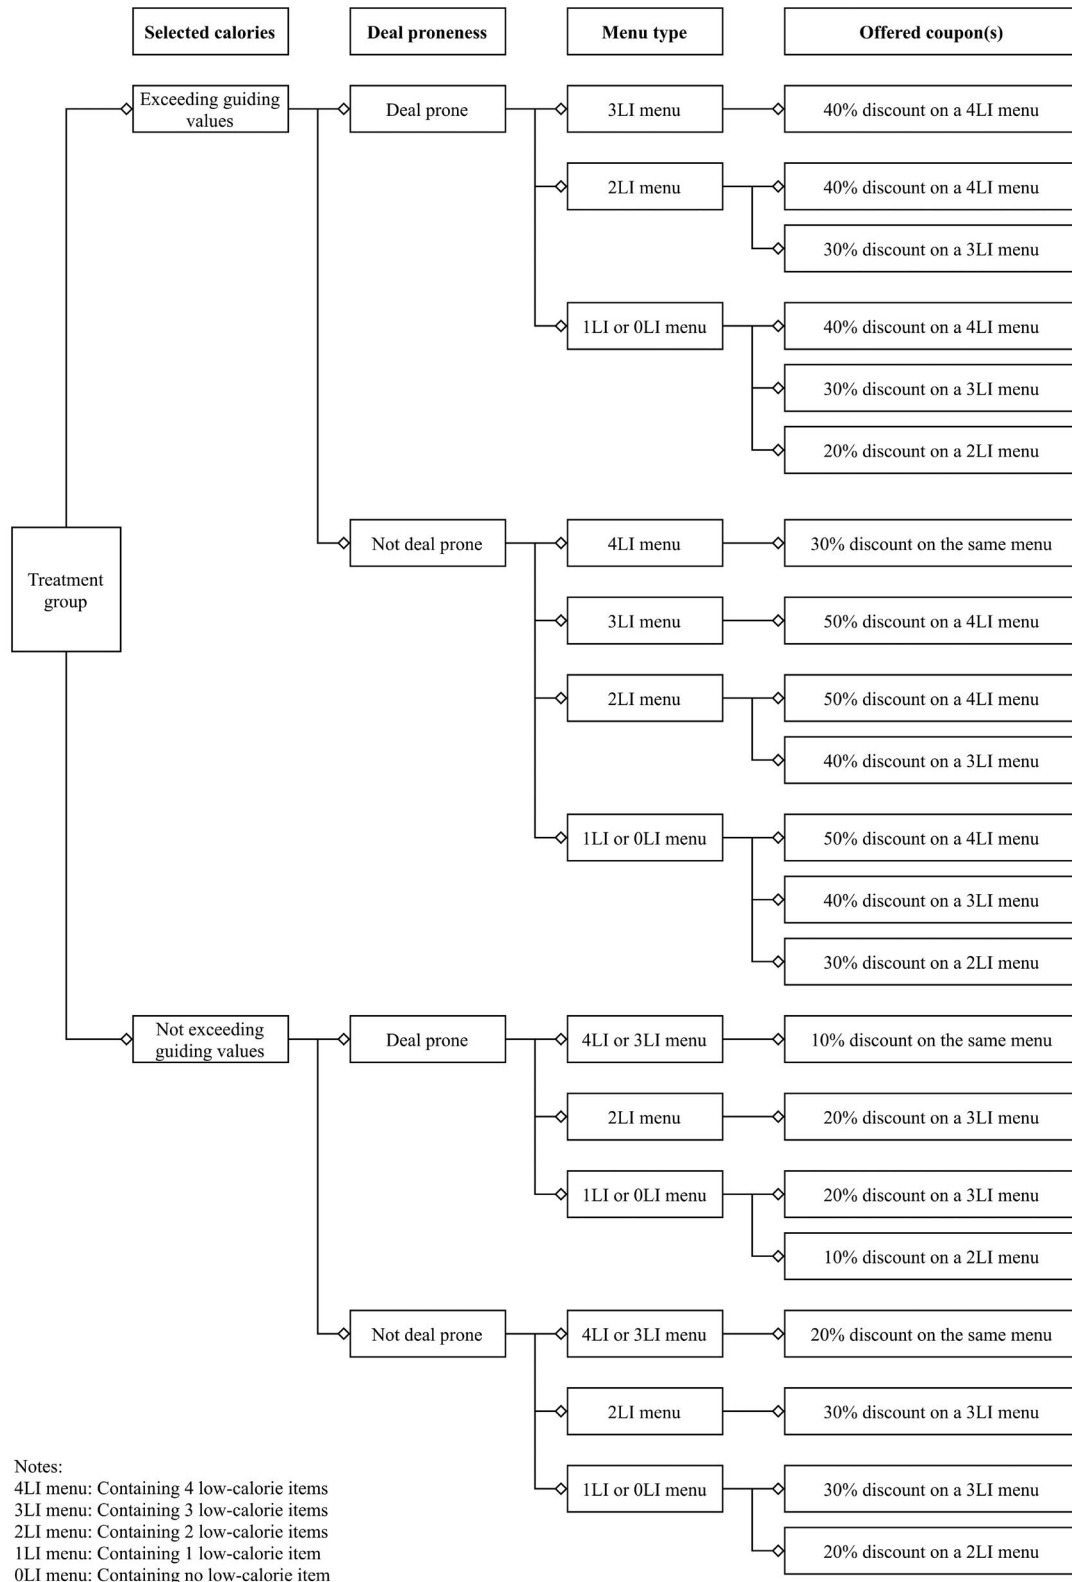 Selected calories
Deal proneness
Menu type
Offered coupon(s)
Exceeding guiding
values
Deal prone
3LI menu
40% discount on a 4LI menu
2LI menu
40% discount on a 4LI menu
30% discount on a 3LI menu
1LI or 0LI menu
40% discount on a 4LI menu
30% discount on a 3LI menu
20% discount on a 2LI menu
Not deal prone
4LI menu
30% discount on the same menu
Treatment
group
3LI menu
50% discount on a 4LI menu
2LI menu
50% discount on a 4LI menu
40% discount on a 3LI menu
1LI or 0LI menu
50% discount on a 4LI menu
40% discount on a 3LI menu
30% discount on a 2LI menu
Not exceeding
guiding values
Deal prone
4LI or 3LI menu
10% discount on the same menu
2LI menu
20% discount on a 3LI menu
1LI or 0LI menu
20% discount on a 3LI menu
10% discount on a 2LI menu
Not deal prone
4LI or 3LI menu
20% discount on the same menu
2LI menu
30% discount on a 3LI menu
1LI or 0LI menu
30% discount on a 3LI menu
20% discount on a 2LI menu
Notes:
4LI menu: Containing 4 low-calorie items
3LI menu: Containing 3 low-calorie items
2LI menu: Containing 2 low-calorie items
1LI menu: Containing 1 low-calorie item
0LI menu: Containing no low-calorie item